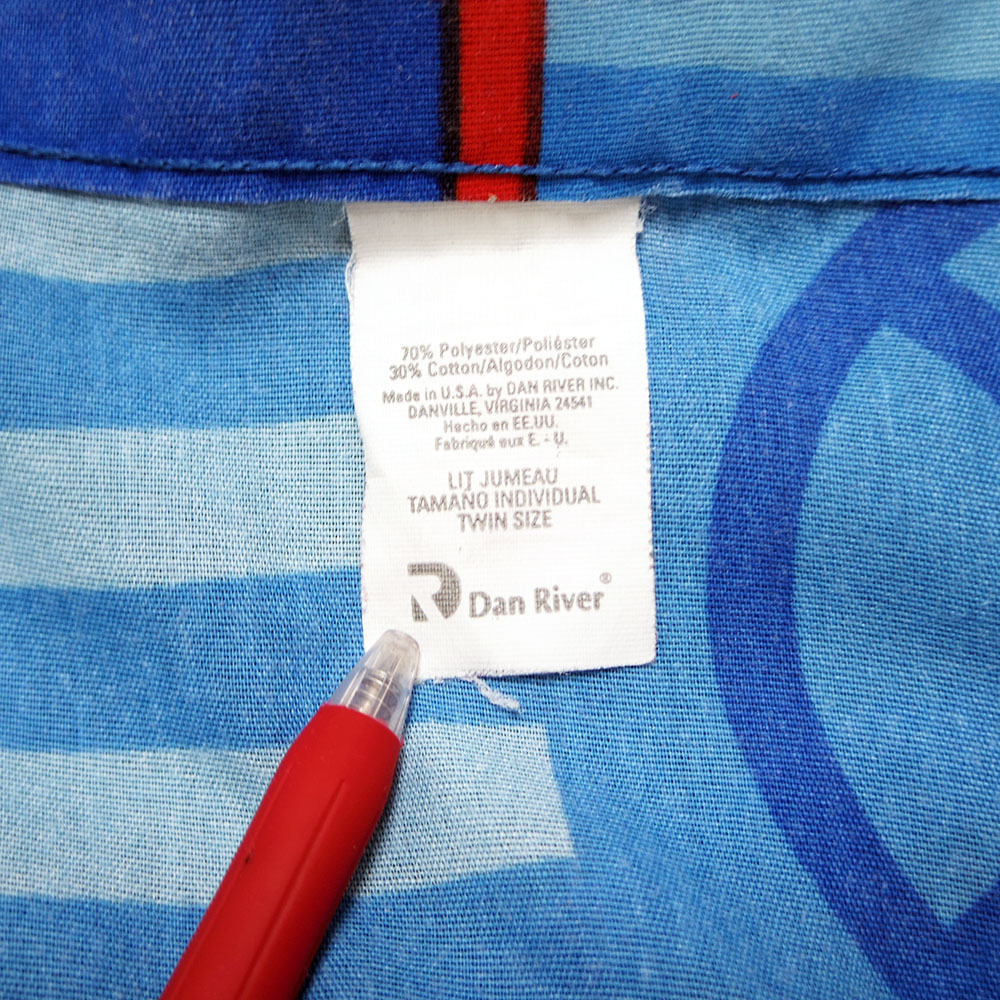 70% Polyester/Poliéster
30% Cotton/Algodon/Coton
Made in U.S.A. by DAN RIVER INC.
DANVILLE, VIRGINIA 24541
Hecho en EE.UU.
Fabriqué aux E. - U.
LIT JUMEAU
TAMAÑO INDIVIDUAL
TWIN SIZE
Dan River®